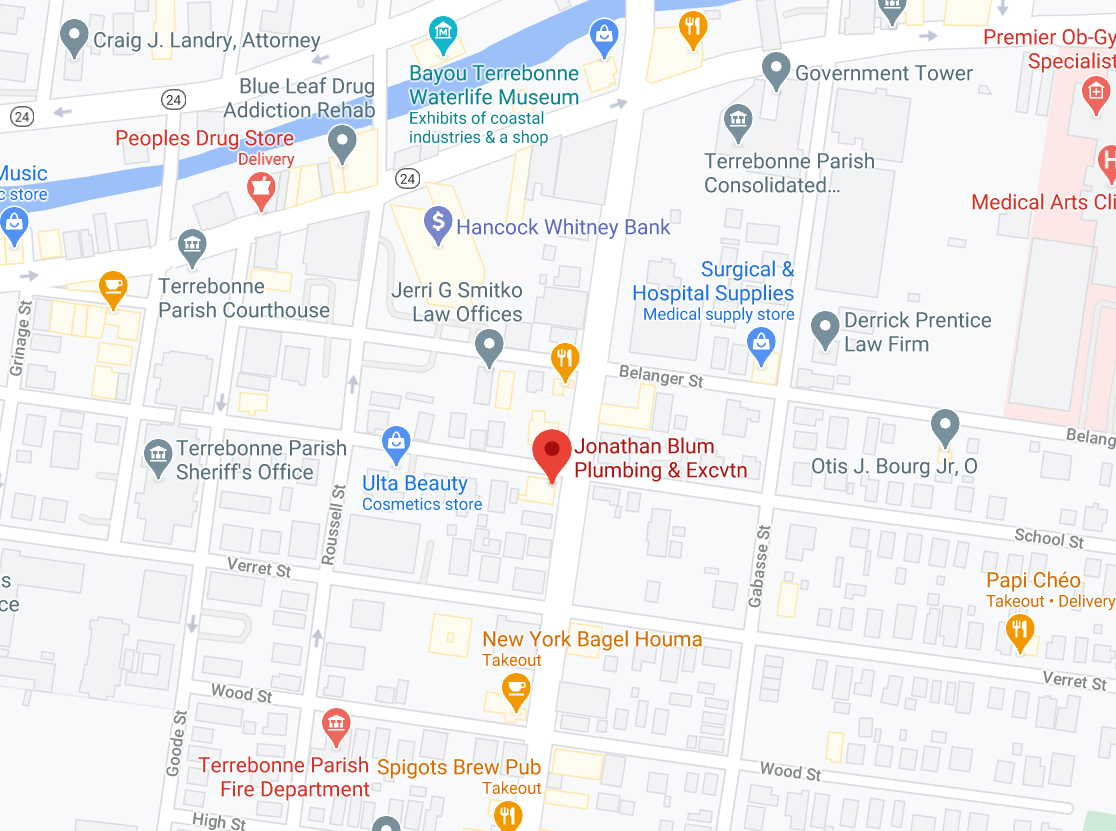 Craig J. Landry, Attorney
24
24
Blue Leaf Drug
Addiction Rehab
Bayou Terrebonne
Waterlife Museum
Exhibits of coastal
industries & a shop
Government Tower
Premier Ob-Gy
Specialist
Peoples Drug Store
Delivery
Terrebonne Parish
Consolidated...
Music
c store
24
Medical Arts Cli
H
$
Hancock Whitney Bank
Terrebonne
Parish Courthouse
Jerri G Smitko
Law Offices
Surgical &
Hospital Supplies
Medical supply store
Derrick Prentice
Law Firm
Grinage St
Belanger St
Belang
Terrebonne Parish
Sheriff's Office
Jonathan Blum
Plumbing & Excvtn
Otis J. Bourg Jr, O
Ulta Beauty
Cosmetics store
Roussell St
School St
Verret St
Gabasse St
s
ce
Papi Chéo
Takeout • Delivery
New York Bagel Houma
Takeout
Verret St
Wood St
Goode St
Terrebonne Parish
Fire Department
Spigots Brew Pub
Takeout
Wood St
High St